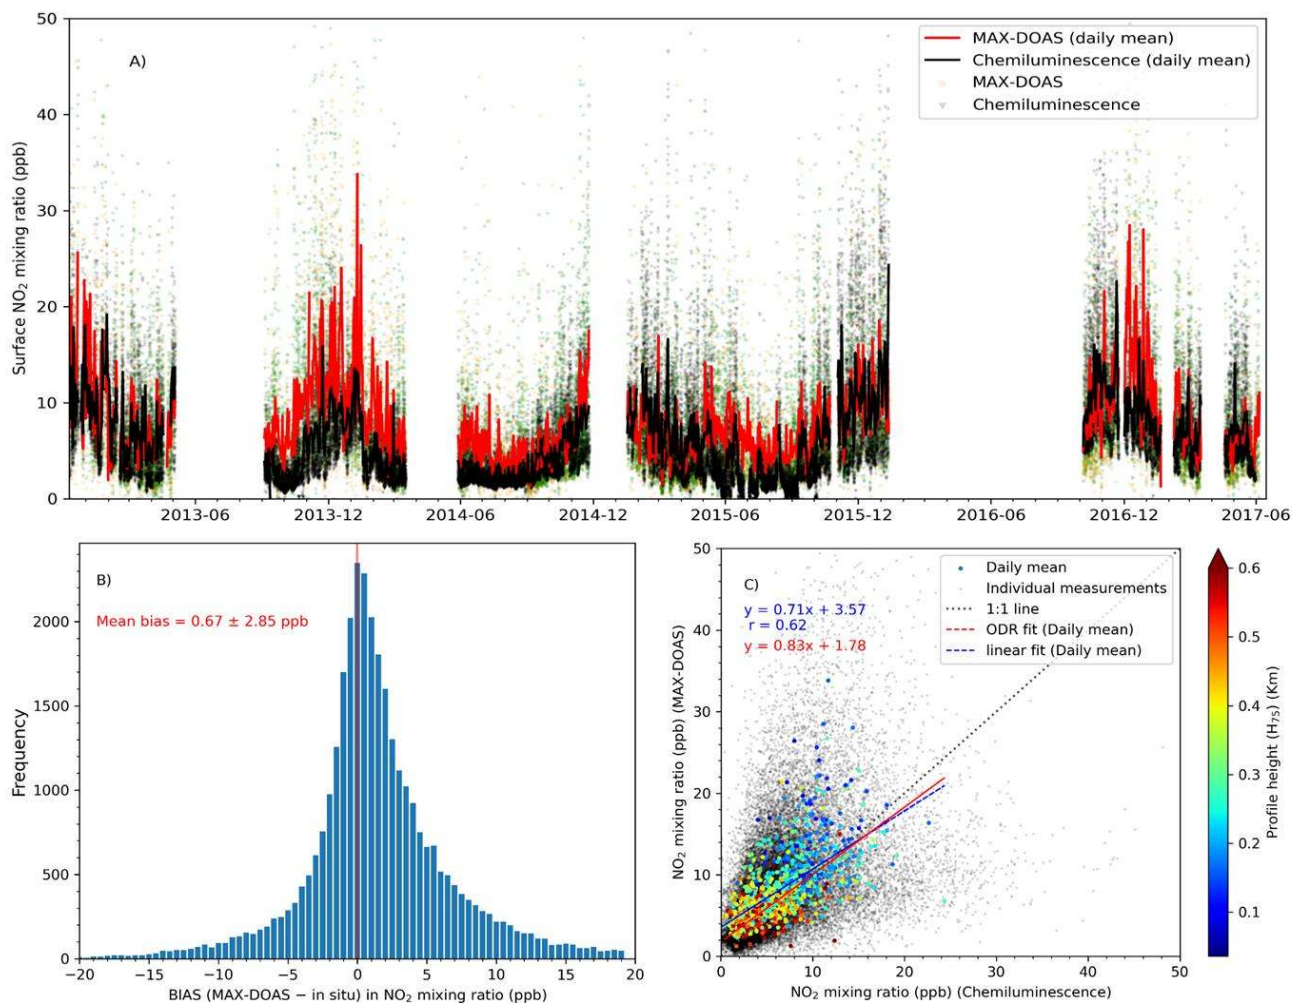 50
40
30
20
10
0
Surface NO₂ mixing ratio (ppb)
A)
MAX-DOAS (daily mean)
Chemiluminescence (daily mean)
MAX-DOAS
Chemiluminescence
2013-06
2013-12
2014-06
2014-12
2015-06
2015-12
2016-06
2016-12
2017-06
B)
Mean bias = 0.67 ± 2.85 ppb
2000
1500
1000
500
0
Frequency
−20
−15
−10
−5
0
5
10
15
20
BIAS (MAX-DOAS − in situ) in NO₂ mixing ratio (ppb)
C)
y = 0.71x + 3.57
r = 0.62
y = 0.83x + 1.78
Daily mean
Individual measurements
1:1 line
ODR fit (Daily mean)
linear fit (Daily mean)
50
40
30
20
10
0
NO₂ mixing ratio (ppb) (MAX-DOAS)
0
10
20
30
40
50
NO₂ mixing ratio (ppb) (Chemiluminescence)
0.6
0.5
0.4
0.3
0.2
0.1
Profile height (H₇₅) (Km)